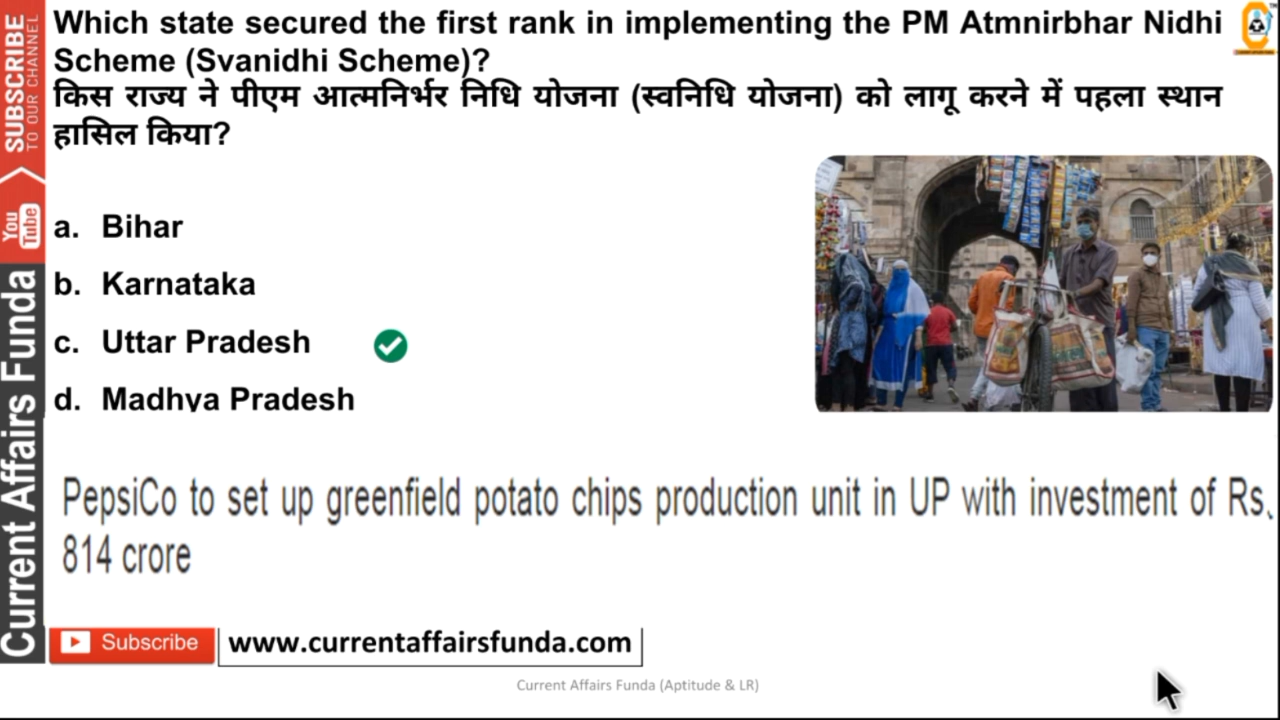 Which state secured the first rank in implementing the PM Atmnirbhar Nidhi
Scheme (Svanidhi Scheme)?
किस राज्य ने पीएम आत्मनिर्भर निधि योजना (स्वनिधि योजना) को लागू करने में पहला स्थान
हासिल किया?
a. Bihar
b. Karnataka
c. Uttar Pradesh
d. Madhya Pradesh
PepsiCo to set up greenfield potato chips production unit in UP with investment of Rs.
814 crore
Subscribe
www.currentaffairsfunda.com
Current Affairs Funda (Aptitude & LR)
SUBSCRIBE
TO OUR CHANNEL
You
Tube
Current Affairs Funda